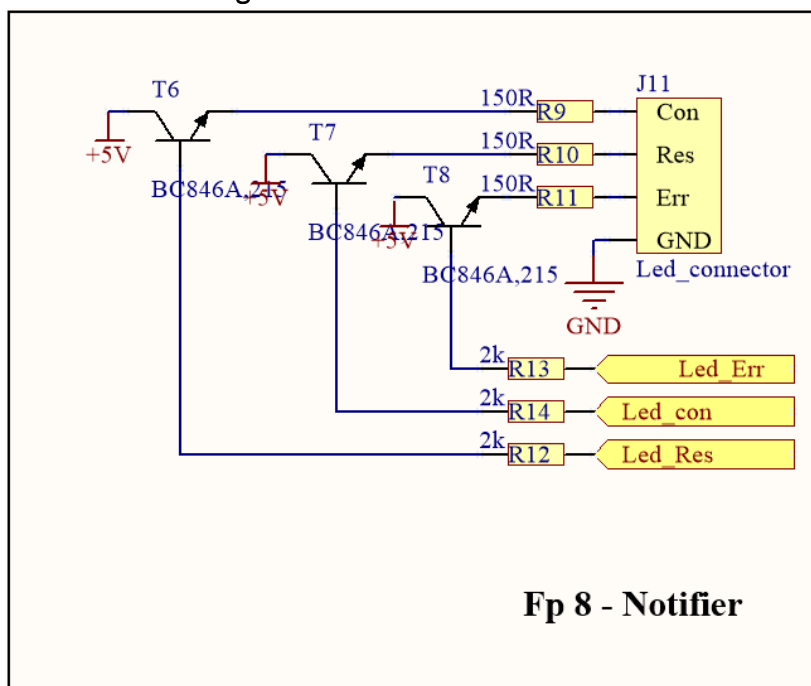 T6
150R
R9
J11
Con
+5V
T7
150R
R10
Res
BC846A,215
+5V
T8
150R
R11
Err
BC846A,215
+5V
GND
BC846A,215
Led_connector
GND
2k
R13
Led_Err
2k
R14
Led_con
2k
R12
Led_Res
Fp 8 - Notifier